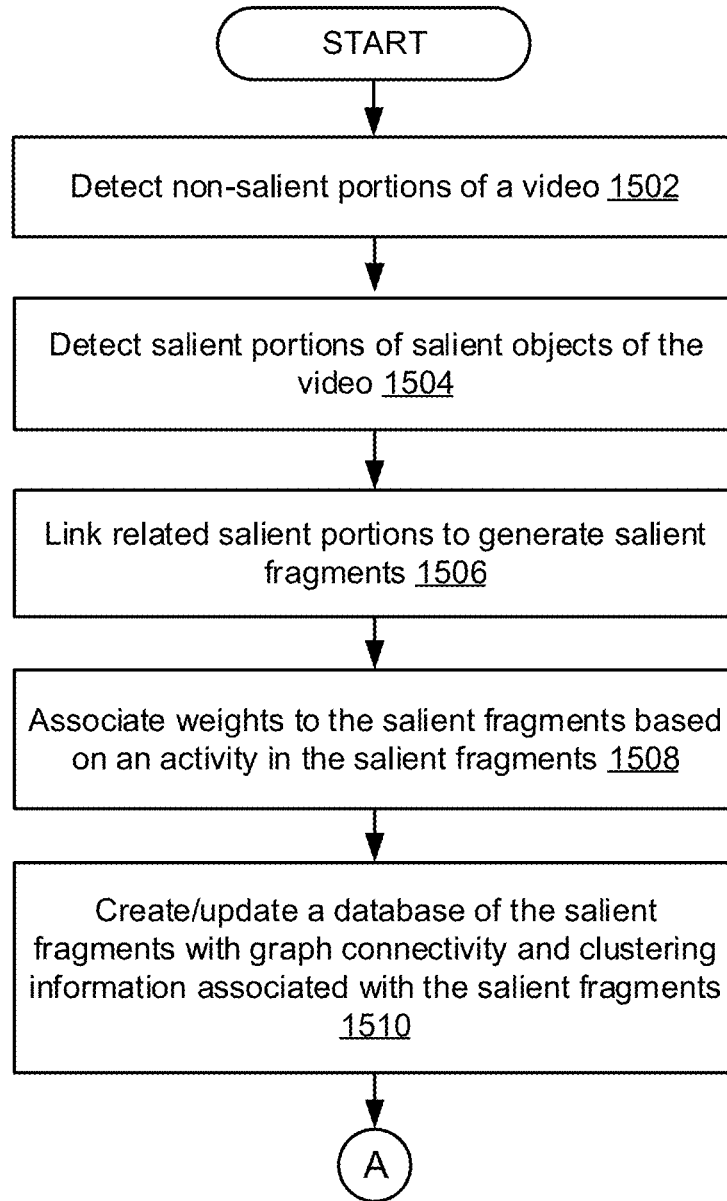 START
Detect non-salient portions of a video 1502
Detect salient portions of salient objects of the
video 1504
Link related salient portions to generate salient
fragments 1506
Associate weights to the salient fragments based
on an activity in the salient fragments 1508
Create/update a database of the salient
fragments with graph connectivity and clustering
information associated with the salient fragments
1510
A